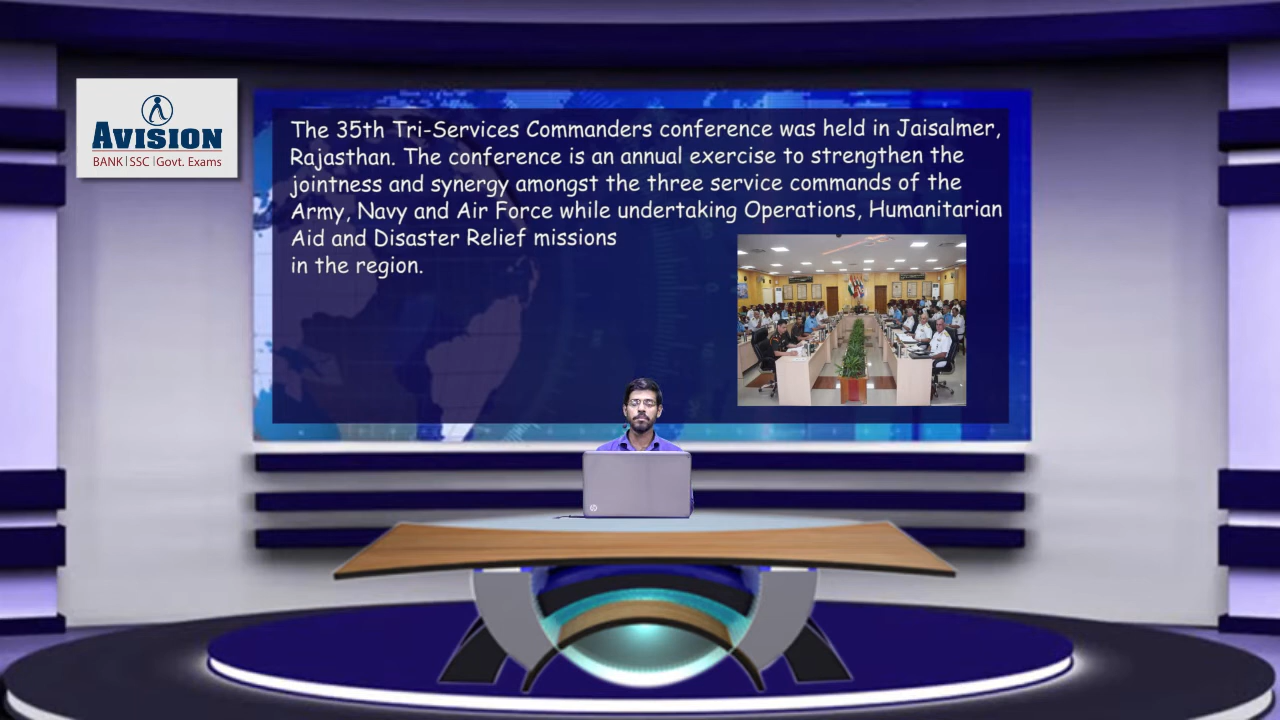 AVISION
BANK|SSC|Govt. Exams
The 35th Tri-Services Commanders conference was held in Jaisalmer,
Rajasthan. The conference is an annual exercise to strengthen the
jointness and synergy amongst the three service commands of the
Army, Navy and Air Force while undertaking Operations, Humanitarian
Aid and Disaster Relief missions
in the region.
hp